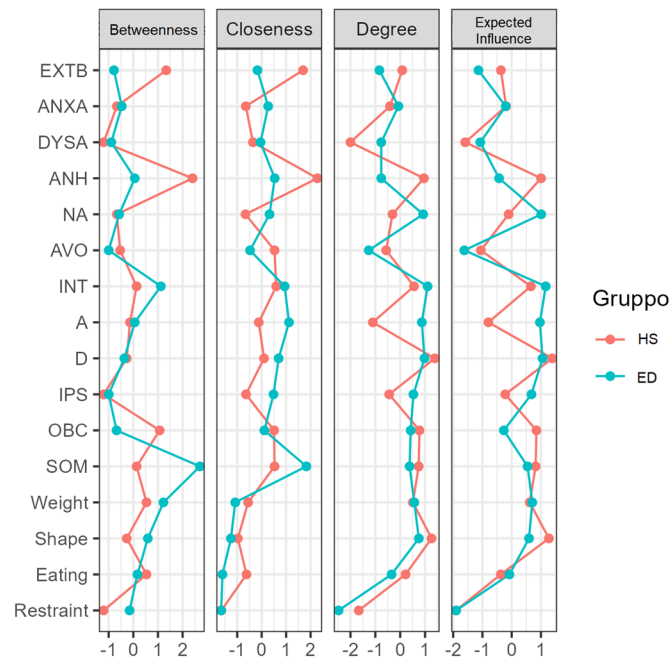 Betweenness Closeness Degree Expected
Influence
EXTB
ANXA
DYSA
ANH
NA
AVO
INT
A
D
IPS
OBC
SOM
Weight
Shape
Eating
Restraint
Gruppo
HS
ED
-1 0 1 2 -1 0 1 2 -2 -1 0 1 -2 -1 0 1